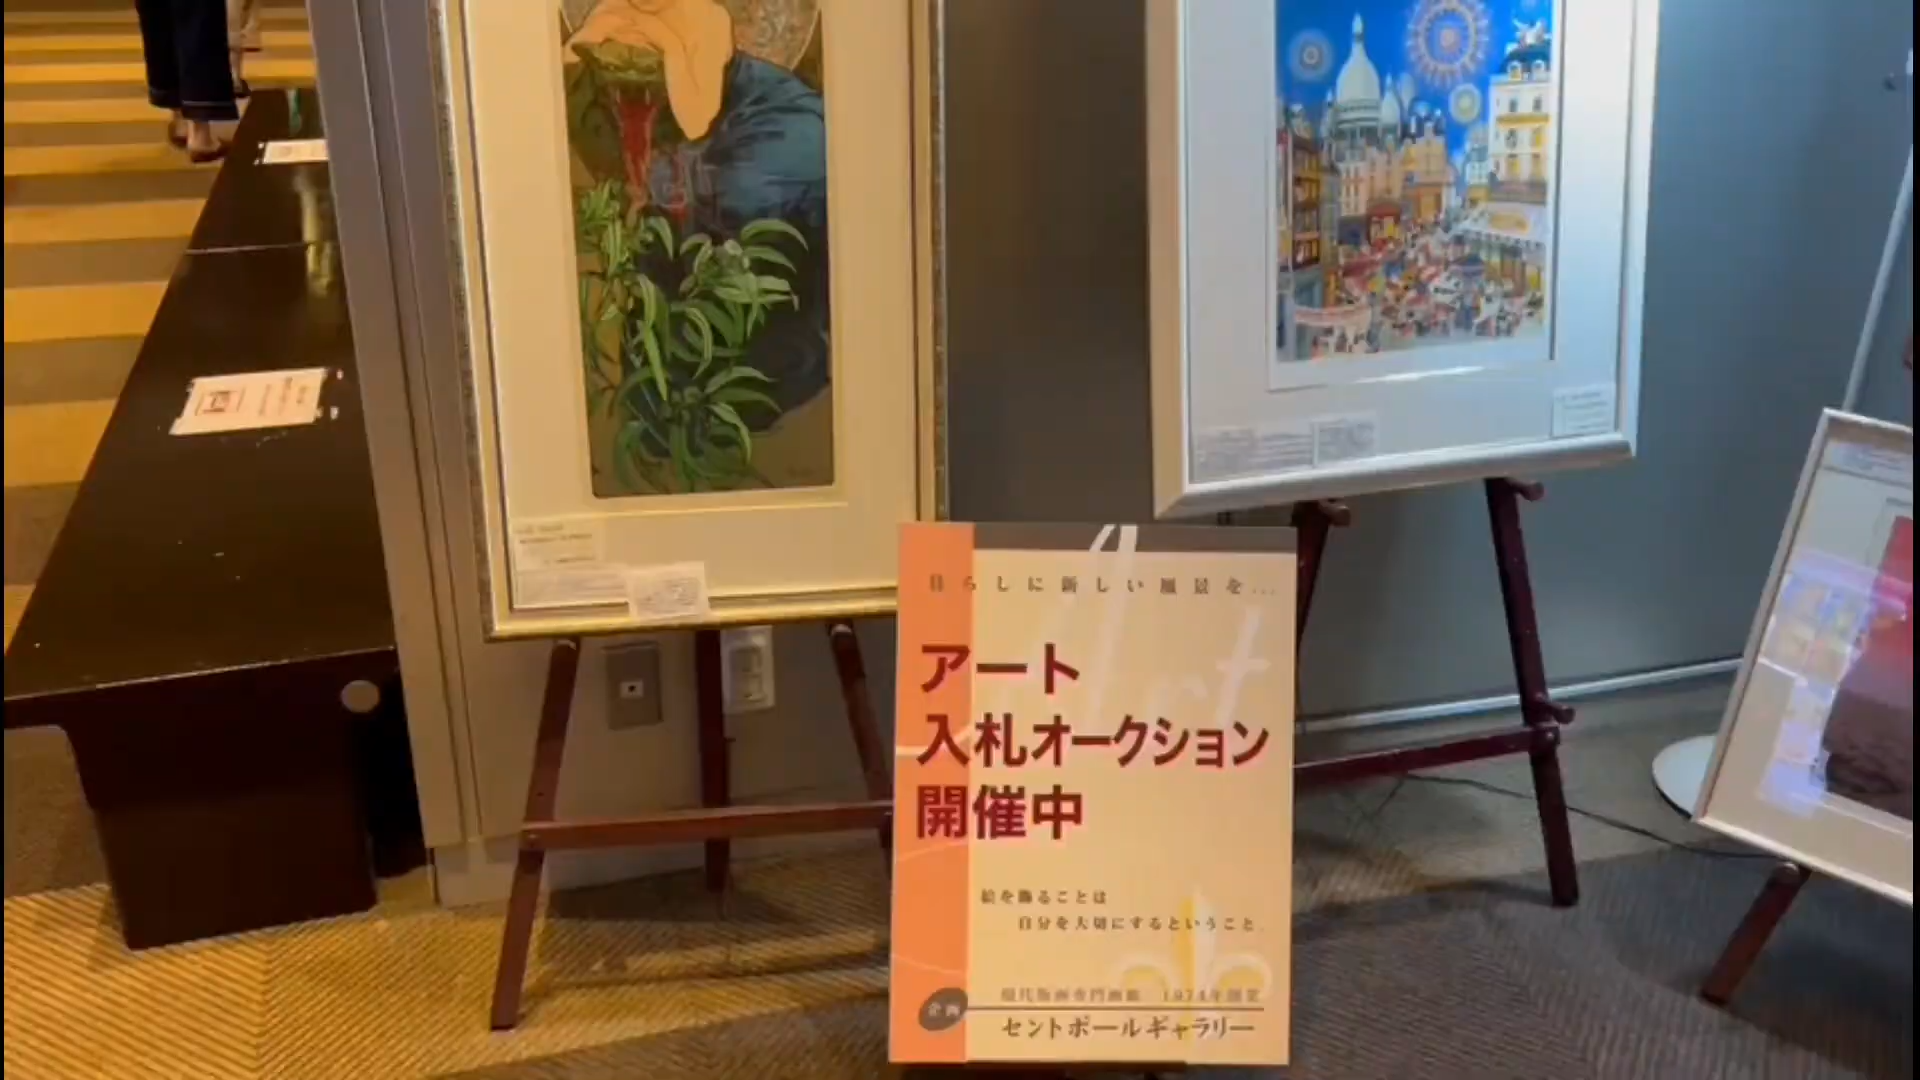 Art
暮らしに新しい風景を...
アート
入札オークション
開催中
絵を飾ることは
自分を大切にするということ。
企画
現代版画専門画廊 1974年創業
セントポールギャラリー